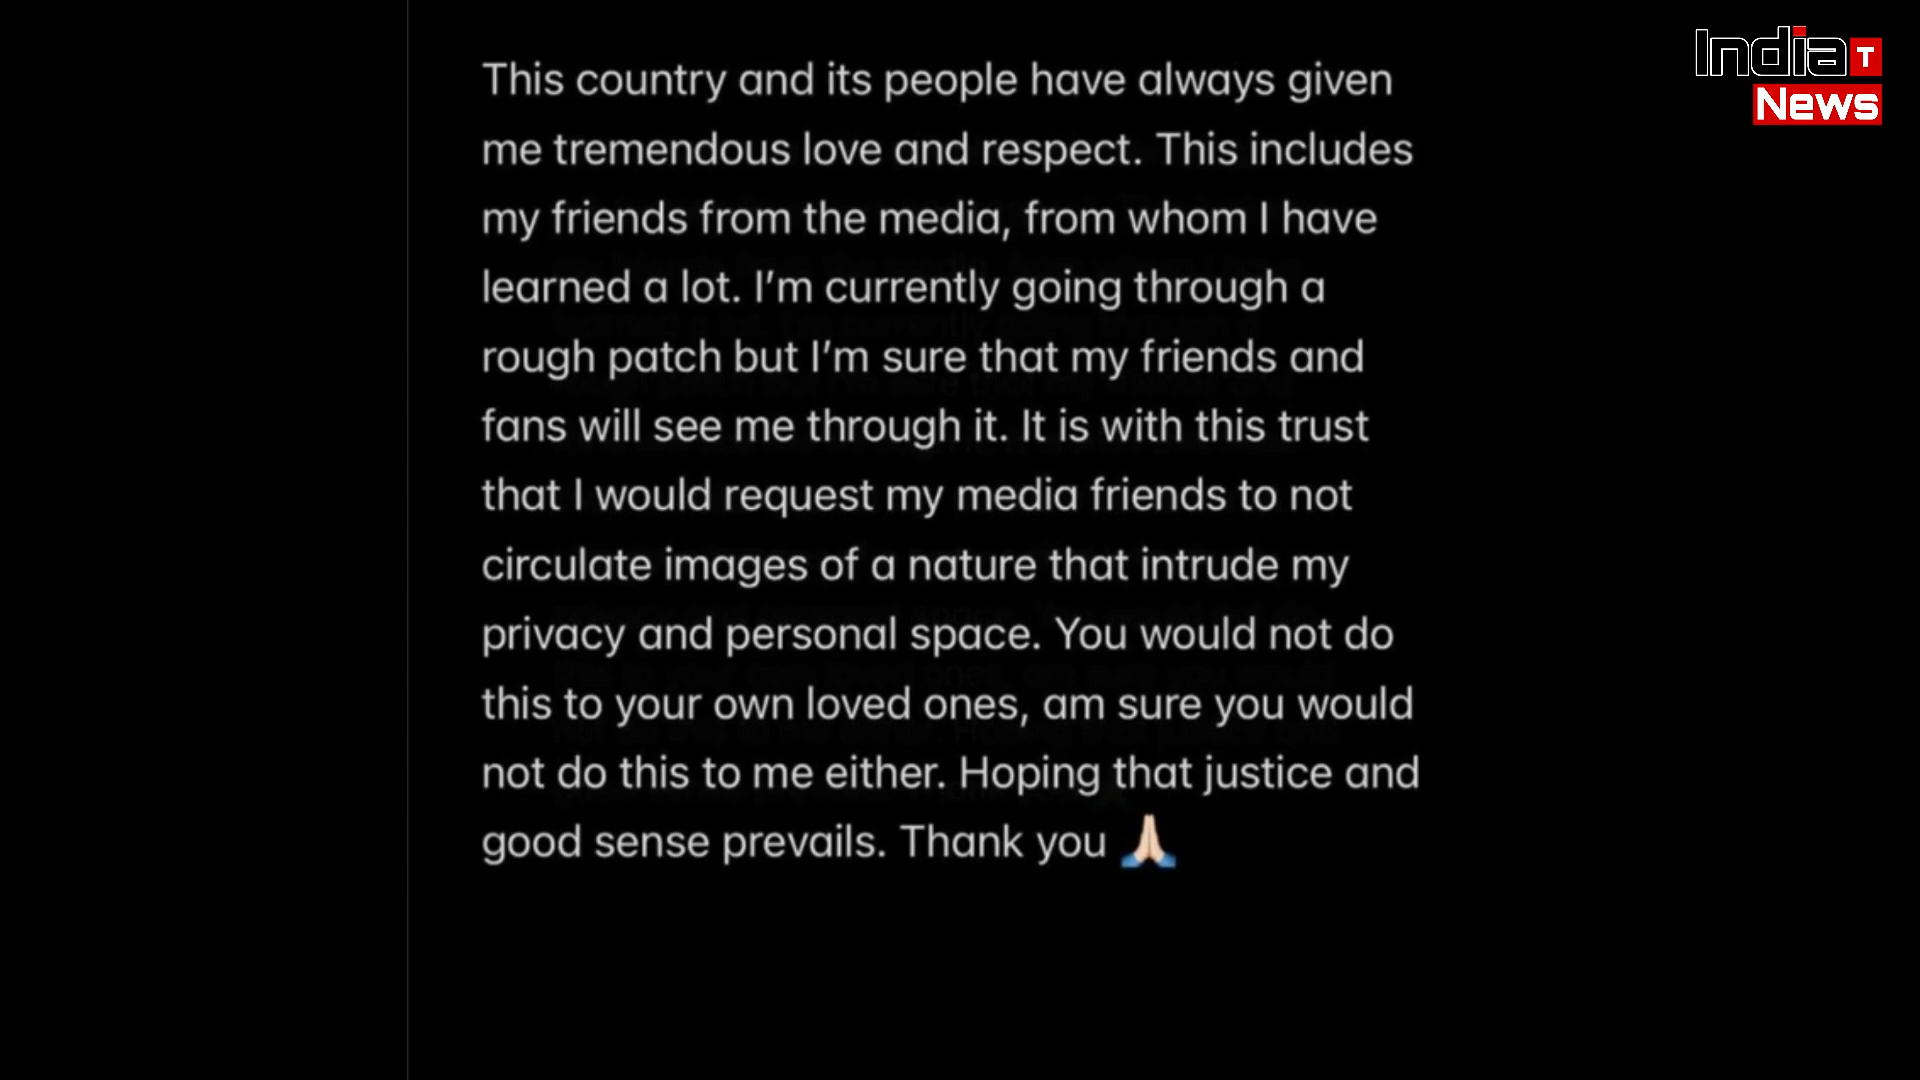 This country and its people have always given
me tremendous love and respect. This includes
my friends from the media, from whom I have
learned a lot. I’m currently going through a
rough patch but I’m sure that my friends and
fans will see me through it. It is with this trust
that I would request my media friends to not
circulate images of a nature that intrude my
privacy and personal space. You would not do
this to your own loved ones, am sure you would
not do this to me either. Hoping that justice and
good sense prevails. Thank you 🙏🏻
India T
News